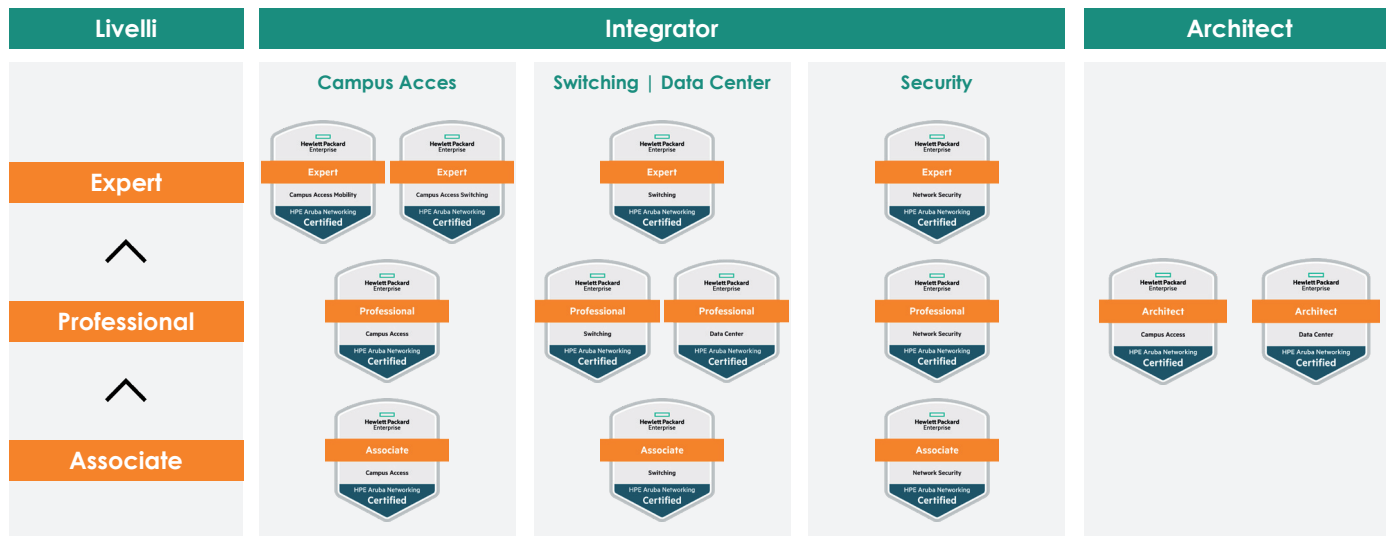 Livelli
Integrator
Architect
Campus Acces
Switching | Data Center
Security
Expert
Hewlett Packard
Enterprise
Expert
Campus Access Mobility
HPE Aruba Networking
Certified
Hewlett Packard
Enterprise
Expert
Campus Access Switching
HPE Aruba Networking
Certified
Hewlett Packard
Enterprise
Expert
Switching
HPE Aruba Networking
Certified
Hewlett Packard
Enterprise
Expert
Network Security
HPE Aruba Networking
Certified
Professional
Hewlett Packard
Enterprise
Professional
Campus Access
HPE Aruba Networking
Certified
Hewlett Packard
Enterprise
Professional
Switching
HPE Aruba Networking
Certified
Hewlett Packard
Enterprise
Professional
Data Center
HPE Aruba Networking
Certified
Hewlett Packard
Enterprise
Professional
Network Security
HPE Aruba Networking
Certified
Hewlett Packard
Enterprise
Architect
Campus Access
HPE Aruba Networking
Certified
Hewlett Packard
Enterprise
Architect
Data Center
HPE Aruba Networking
Certified
Associate
Hewlett Packard
Enterprise
Associate
Campus Access
HPE Aruba Networking
Certified
Hewlett Packard
Enterprise
Associate
Switching
HPE Aruba Networking
Certified
Hewlett Packard
Enterprise
Associate
Network Security
HPE Aruba Networking
Certified